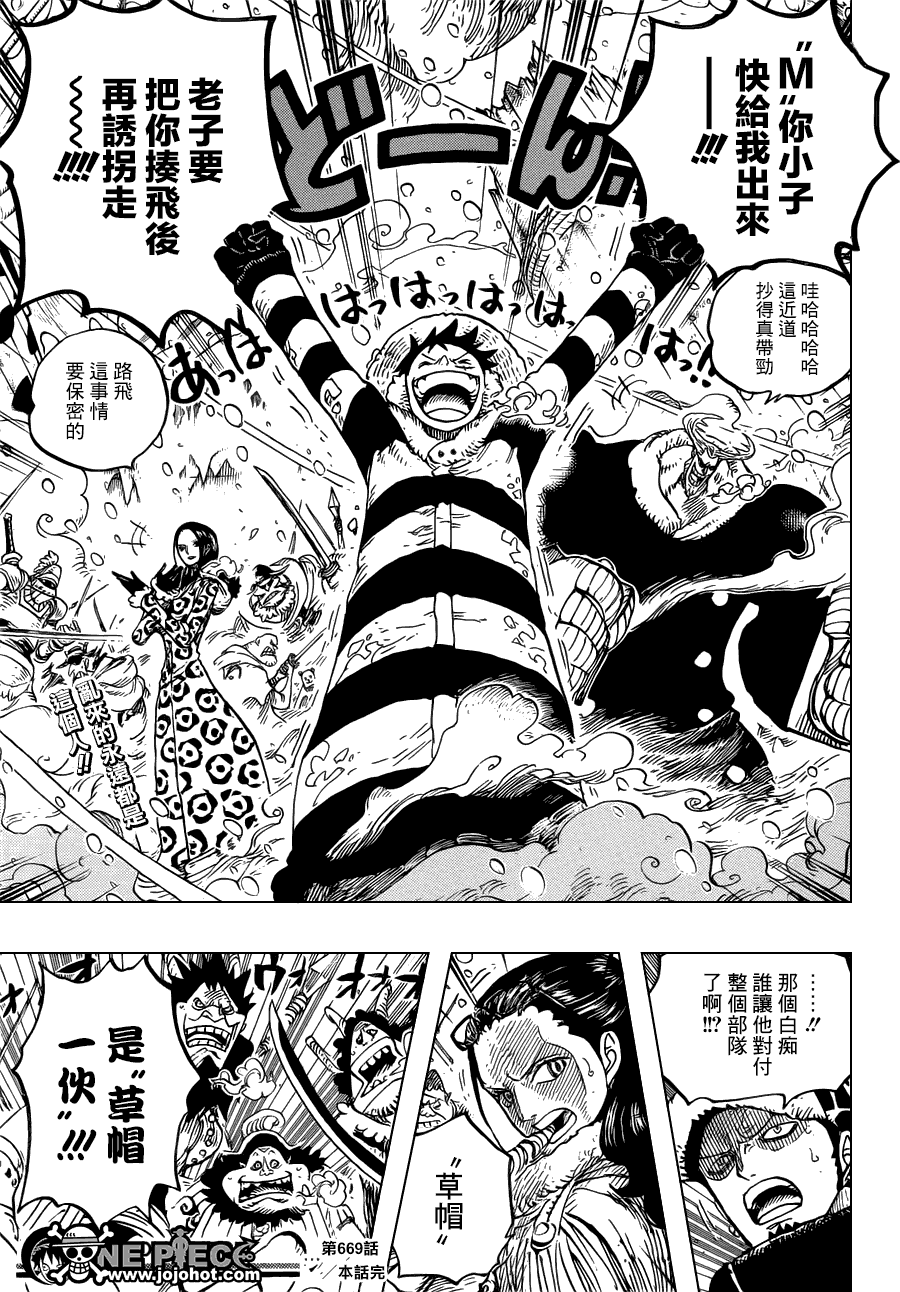 “M”你小子
快給我出來
——!!!
老子要
把你揍飛後
再誘拐走
～～!!!!
どーん!!
哇哈哈哈哈
這近道
抄得真帶勁
はっはっはっは
はっ!!
あっは
路飛
這事情
要保密的
亂來的永遠都是
這個人!!
……!!
那個白痴
誰讓他對付
整個部隊
了啊!!?
“草帽”
ウオオ
是“草帽
一伙”!!!
ONE PIECE
www.jojohot.com
第669話
本話完